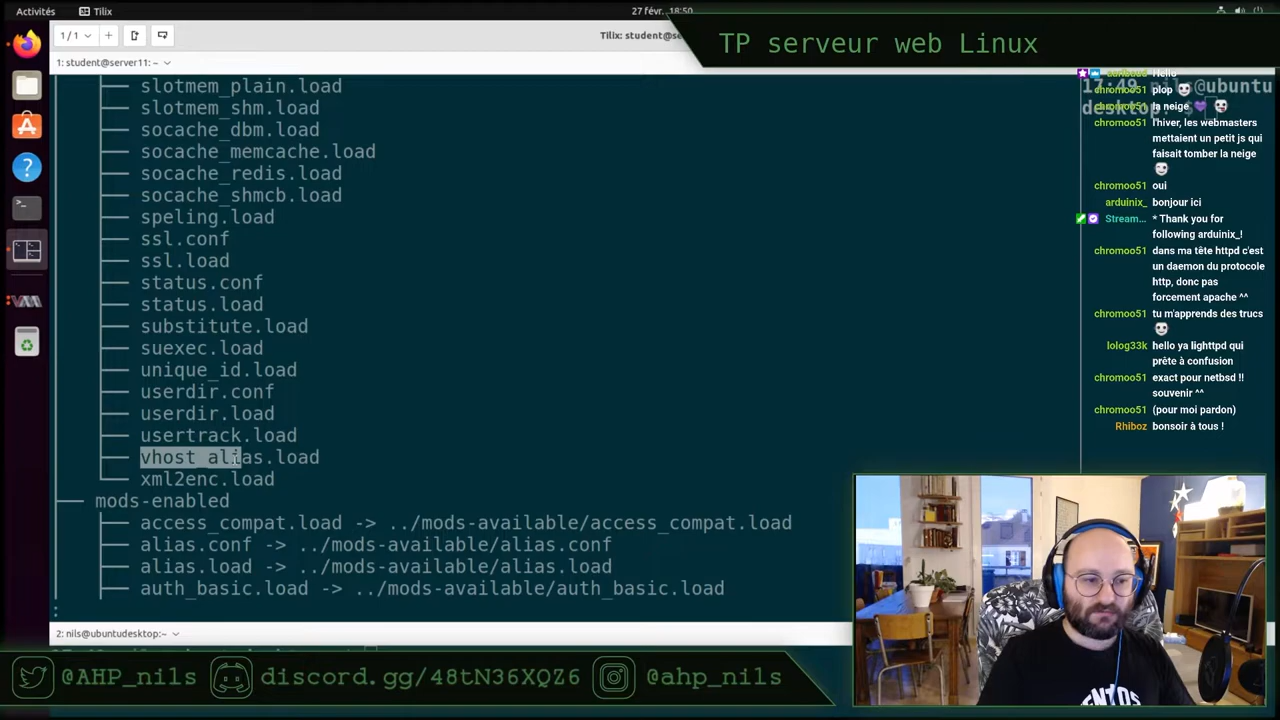 Activités
Tilix
27 févr. 18:50
1 / 1
Tilix: student@se
TP serveur web Linux
1: student@server11: ~
slotmem_plain.load
slotmem_shm.load
socache_dbm.load
socache_memcache.load
socache_redis.load
socache_shmcb.load
speling.load
ssl.conf
ssl.load
status.conf
status.load
substitute.load
suexec.load
unique_id.load
userdir.conf
userdir.load
usertrack.load
vhost_alias.load
xml2enc.load
mods-enabled
access_compat.load -> ../mods-available/access_compat.load
alias.conf -> ../mods-available/alias.conf
alias.load -> ../mods-available/alias.load
auth_basic.load -> ../mods-available/auth_basic.load
:
2: nils@ubuntudesktop:~
17:49 nils@ubuntu
desktop: ~$
Hello
chromoo51 plop
chromoo51 la neige
chromoo51 l'hiver, les webmasters
mettaient un petit js qui
faisait tomber la neige
chromoo51 oui
arduinix_ bonjour ici
Stream... * Thank you for
following arduinix_!
chromoo51 dans ma tête httpd c'est
un daemon du protocole
http, donc pas
forcement apache ^^
chromoo51 tu m'apprends des trucs
lolog33k hello ya lighttpd qui
prête à confusion
chromoo51 exact pour netbsd !!
souvenir ^^
chromoo51 (pour moi pardon)
Rhiboz bonsoir à tous !
@AHP_nils
discord.gg/48tN36XQZ6
@ahp_nils